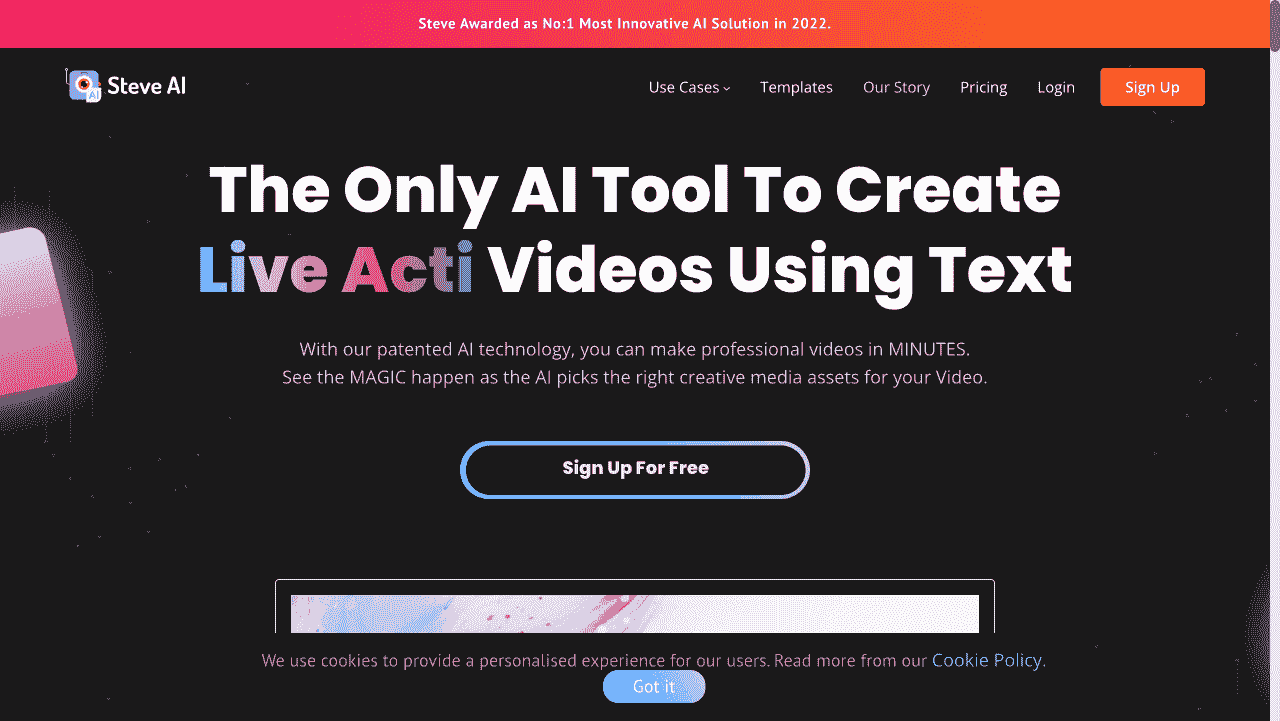 Steve Awarded as No:1 Most Innovative AI Solution in 2022.
Steve AI
Use Cases Templates Our Story Pricing Login Sign Up
The Only AI Tool To Create
Live Acti Videos Using Text
With our patented AI technology, you can make professional videos in MINUTES.
See the MAGIC happen as the AI picks the right creative media assets for your Video.
Sign Up For Free
We use cookies to provide a personalised experience for our users. Read more from our Cookie Policy.
Got it